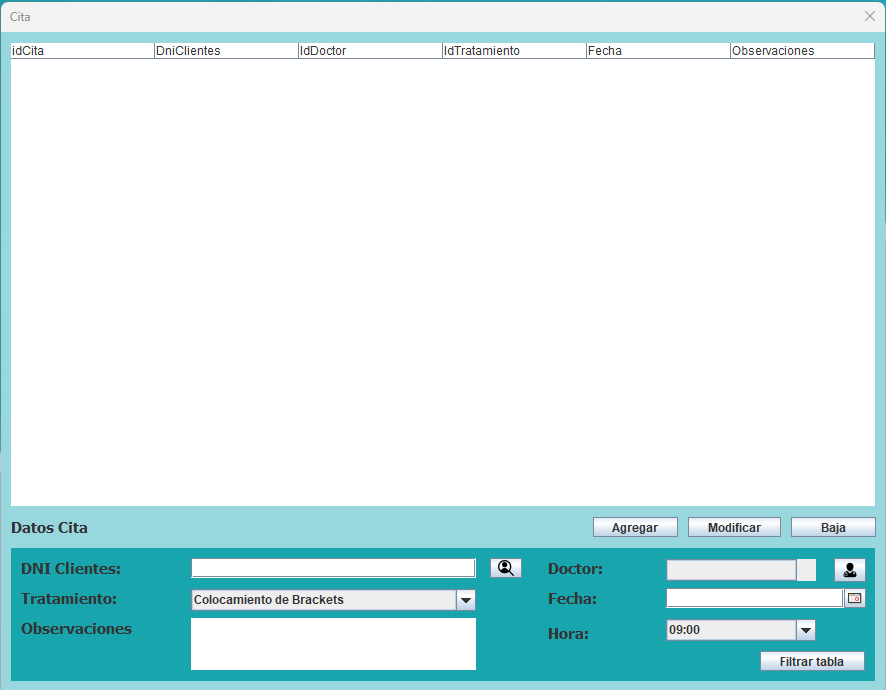 Cita
idCita DniClientes IdDoctor IdTratamiento Fecha Observaciones
Datos Cita Agregar Modificar Baja
DNI Clientes: Doctor:
Tratamiento: Colocamiento de Brackets Fecha:
Observaciones Hora: 09:00
Filtrar tabla